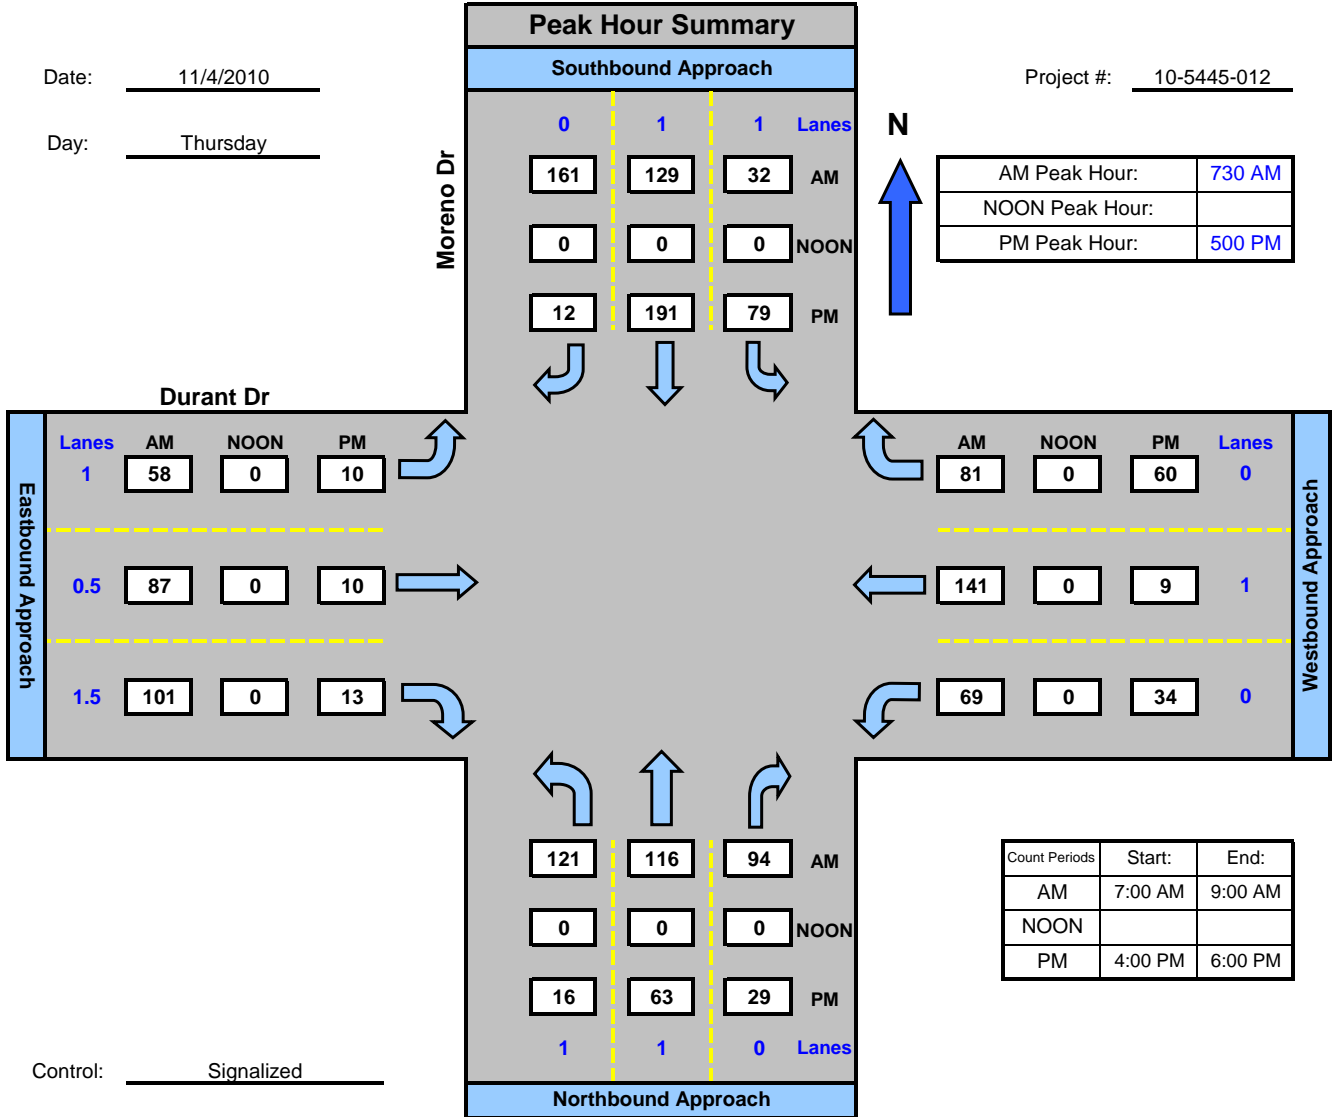 Peak Hour Summary
Southbound Approach
Date: 11/4/2010
Project #: 10-5445-012
Day: Thursday
0 1 1 Lanes
161 129 32 AM
0 0 0 NOON
12 191 79 PM
Moreno Dr
N
AM Peak Hour: 730 AM
NOON Peak Hour:
PM Peak Hour: 500 PM
Durant Dr
Eastbound Approach
Lanes AM NOON PM
1 58 0 10
0.5 87 0 10
1.5 101 0 13
AM NOON PM Lanes
81 0 60 0
141 0 9 1
69 0 34 0
Westbound Approach
121 116 94 AM
0 0 0 NOON
16 63 29 PM
1 1 0 Lanes
Northbound Approach
Count Periods Start: End:
AM 7:00 AM 9:00 AM
NOON
PM 4:00 PM 6:00 PM
Control: Signalized